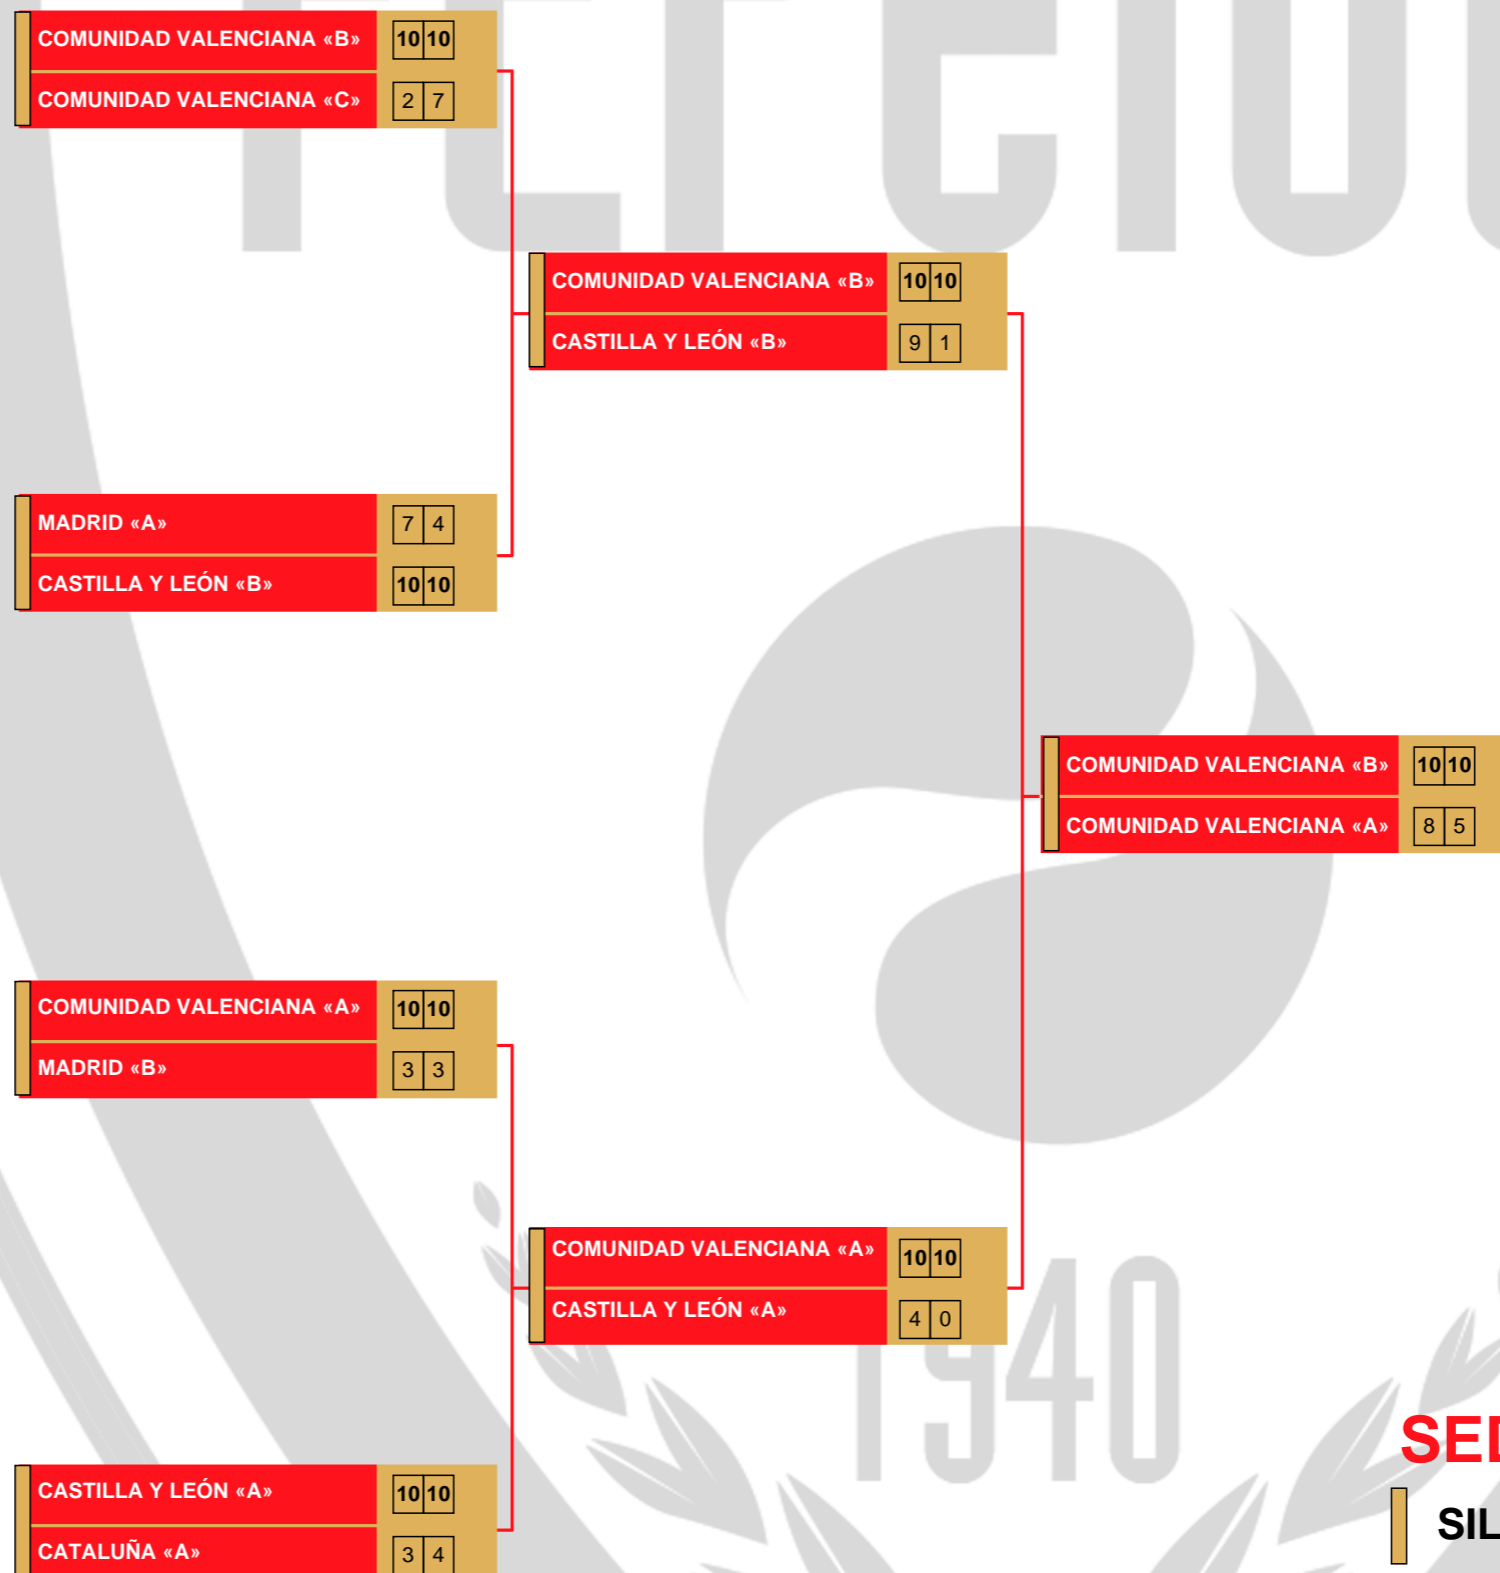 COMUNIDAD VALENCIANA «B» 10 10
COMUNIDAD VALENCIANA «C» 2 7
COMUNIDAD VALENCIANA «B» 10 10
CASTILLA Y LEÓN «B» 9 1
MADRID «A» 7 4
CASTILLA Y LEÓN «B» 10 10
COMUNIDAD VALENCIANA «B» 10 10
COMUNIDAD VALENCIANA «A» 8 5
COMUNIDAD VALENCIANA «A» 10 10
MADRID «B» 3 3
COMUNIDAD VALENCIANA «A» 10 10
CASTILLA Y LEÓN «A» 4 0
1940
CASTILLA Y LEÓN «A» 10 10
CATALUÑA «A» 3 4